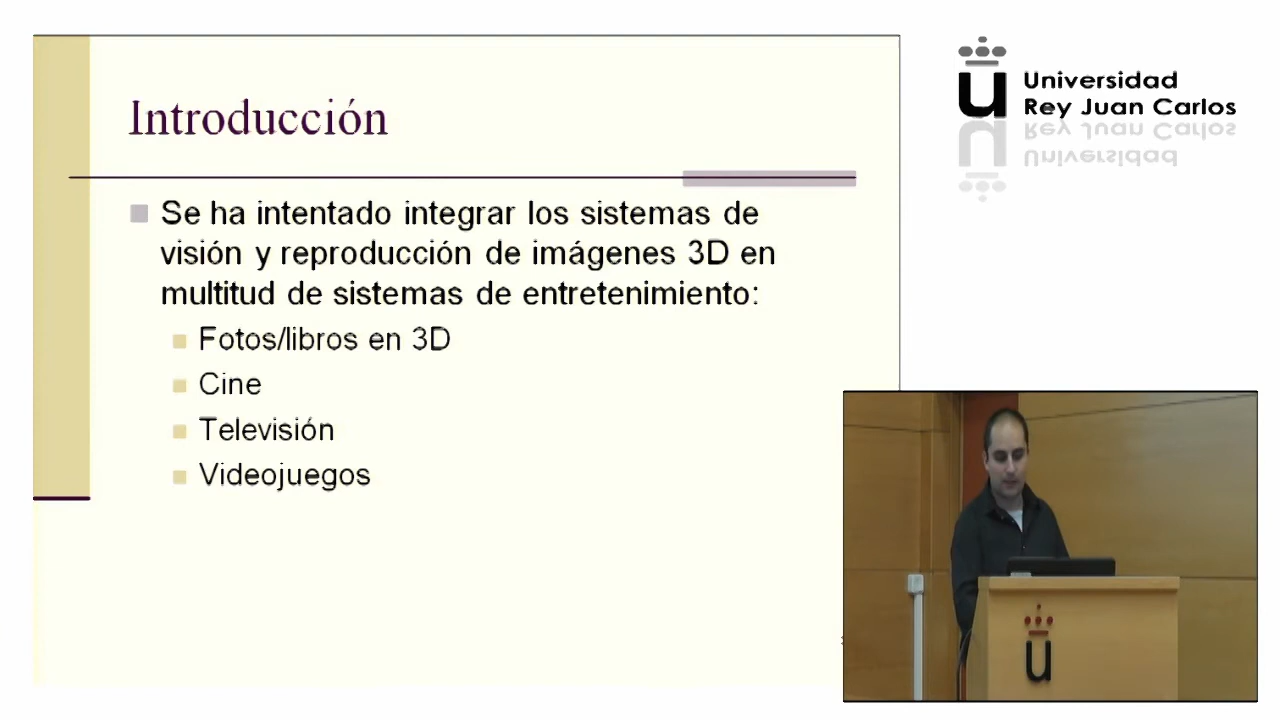 Introducción
Se ha intentado integrar los sistemas de
visión y reproducción de imágenes 3D en
multitud de sistemas de entretenimiento:
Fotos/libros en 3D
Cine
Televisión
Videojuegos
Universidad
Rey Juan Carlos
u